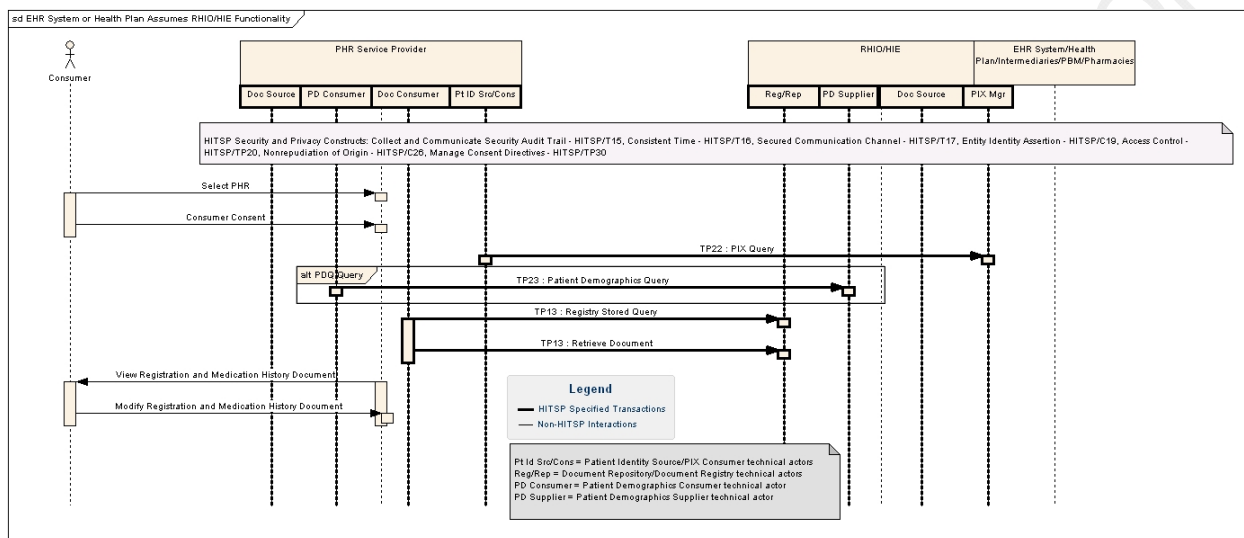 sd EHR System or Health Plan Assumes RHIO/HIE Functionality
Consumer
PHR Service Provider
RHIO/HIE
EHR System/Health
Plan/Intermediaries/PBM/Pharmacies
Doc Source
PD Consumer
Doc Consumer
Pt ID Src/Cons
Reg/Rep
PD Supplier
Doc Source
PIX Mgr
HITSP Security and Privacy Constructs: Collect and Communicate Security Audit Trail - HITSP/T15, Consistent Time - HITSP/T16, Secured Communication Channel - HITSP/T17, Entity Identity Assertion - HITSP/C19, Access Control -
HITSP/TP20, Nonrepudiation of Origin - HITSP/C26, Manage Consent Directives - HITSP/TP30
Select PHR
Consumer Consent
TP22 : PIX Query
alt PDQ Query
TP23 : Patient Demographics Query
TP13 : Registry Stored Query
TP13 : Retrieve Document
View Registration and Medication History Document
Modify Registration and Medication History Document
Legend
HITSP Specified Transactions
Non-HITSP Interactions
Pt Id Src/Cons = Patient Identity Source/PIX Consumer technical actors
Reg/Rep = Document Repository/Document Registry technical actors
PD Consumer = Patient Demographics Consumer technical actor
PD Supplier = Patient Demographics Supplier technical actor